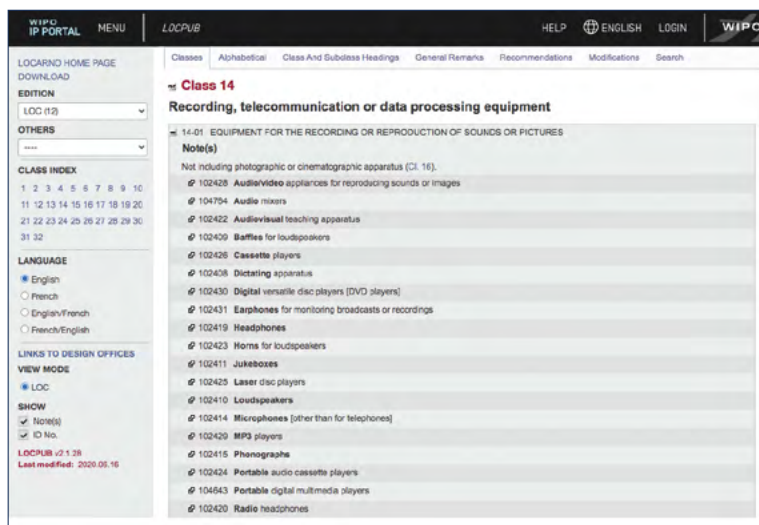 WIPO
IP PORTAL MENU LOCPUB HELP ENGLISH LOGIN WIPO
LOCARNO HOME PAGE
DOWNLOAD
EDITION
LOC (12)
OTHERS
----
CLASS INDEX
1 2 3 4 5 6 7 8 9 10
11 12 13 14 15 16 17 18 19 20
21 22 23 24 25 26 27 28 29 30
31 32
LANGUAGE
English
French
English/French
French/English
LINKS TO DESIGN OFFICES
VIEW MODE
LOC
SHOW
Note(s)
ID No.
LOCPUB v2.1.28
Last modified: 2020.06.16
Classes Alphabetical Class And Subclass Headings General Remarks Recommendations Modifications Search
Class 14
Recording, telecommunication or data processing equipment
14-01 EQUIPMENT FOR THE RECORDING OR REPRODUCTION OF SOUNDS OR PICTURES
Note(s)
Not including photographic or cinematographic apparatus (Cl. 16).
102428 Audio/video appliances for reproducing sounds or images
104764 Audio mixers
102422 Audiovisual teaching apparatus
102409 Baffles for loudspeakers
102426 Cassette players
102408 Dictating apparatus
102430 Digital versatile disc players [DVD players]
102431 Earphones for monitoring broadcasts or recordings
102419 Headphones
102423 Horns for loudspeakers
102411 Jukeboxes
102425 Laser disc players
102410 Loudspeakers
102414 Microphones [other than for telephones]
102429 MP3 players
102415 Phonographs
102424 Portable audio cassette players
104643 Portable digital multimedia players
102420 Radio headphones